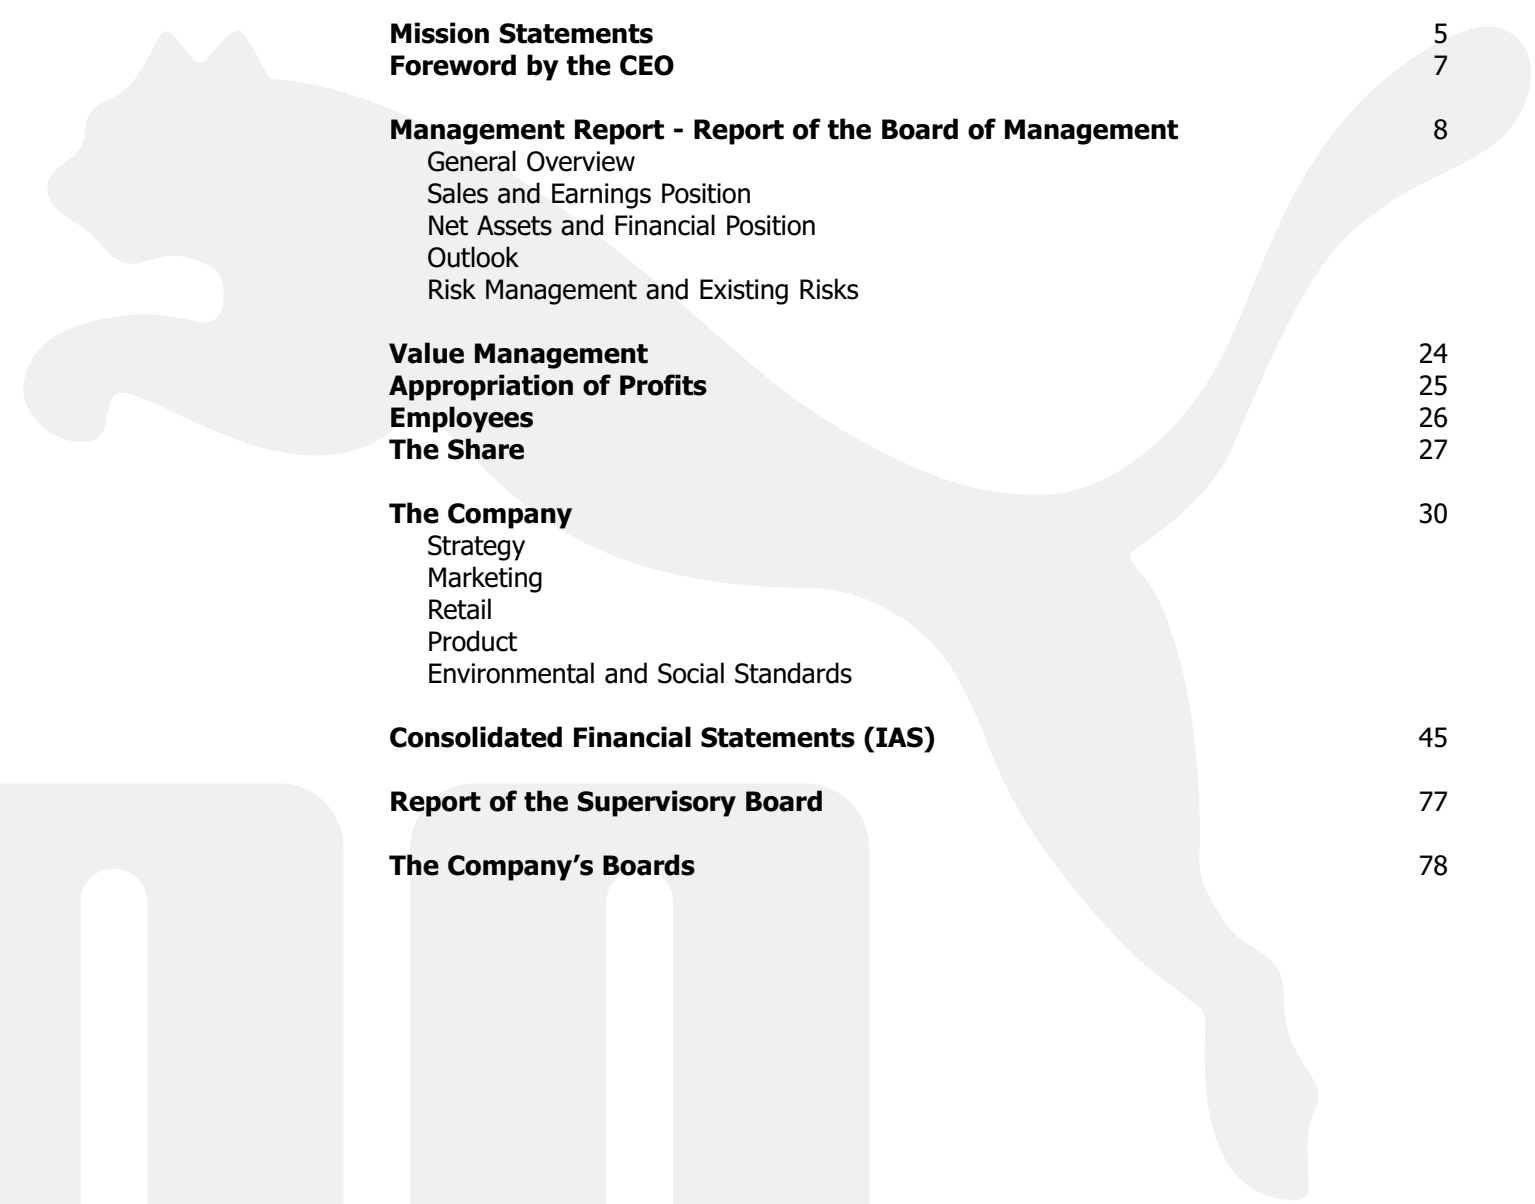 Mission Statements 5
Foreword by the CEO 7
Management Report - Report of the Board of Management 8
General Overview
Sales and Earnings Position
Net Assets and Financial Position
Outlook
Risk Management and Existing Risks
Value Management 24
Appropriation of Profits 25
Employees 26
The Share 27
The Company 30
Strategy
Marketing
Retail
Product
Environmental and Social Standards
Consolidated Financial Statements (IAS) 45
Report of the Supervisory Board 77
The Company’s Boards 78